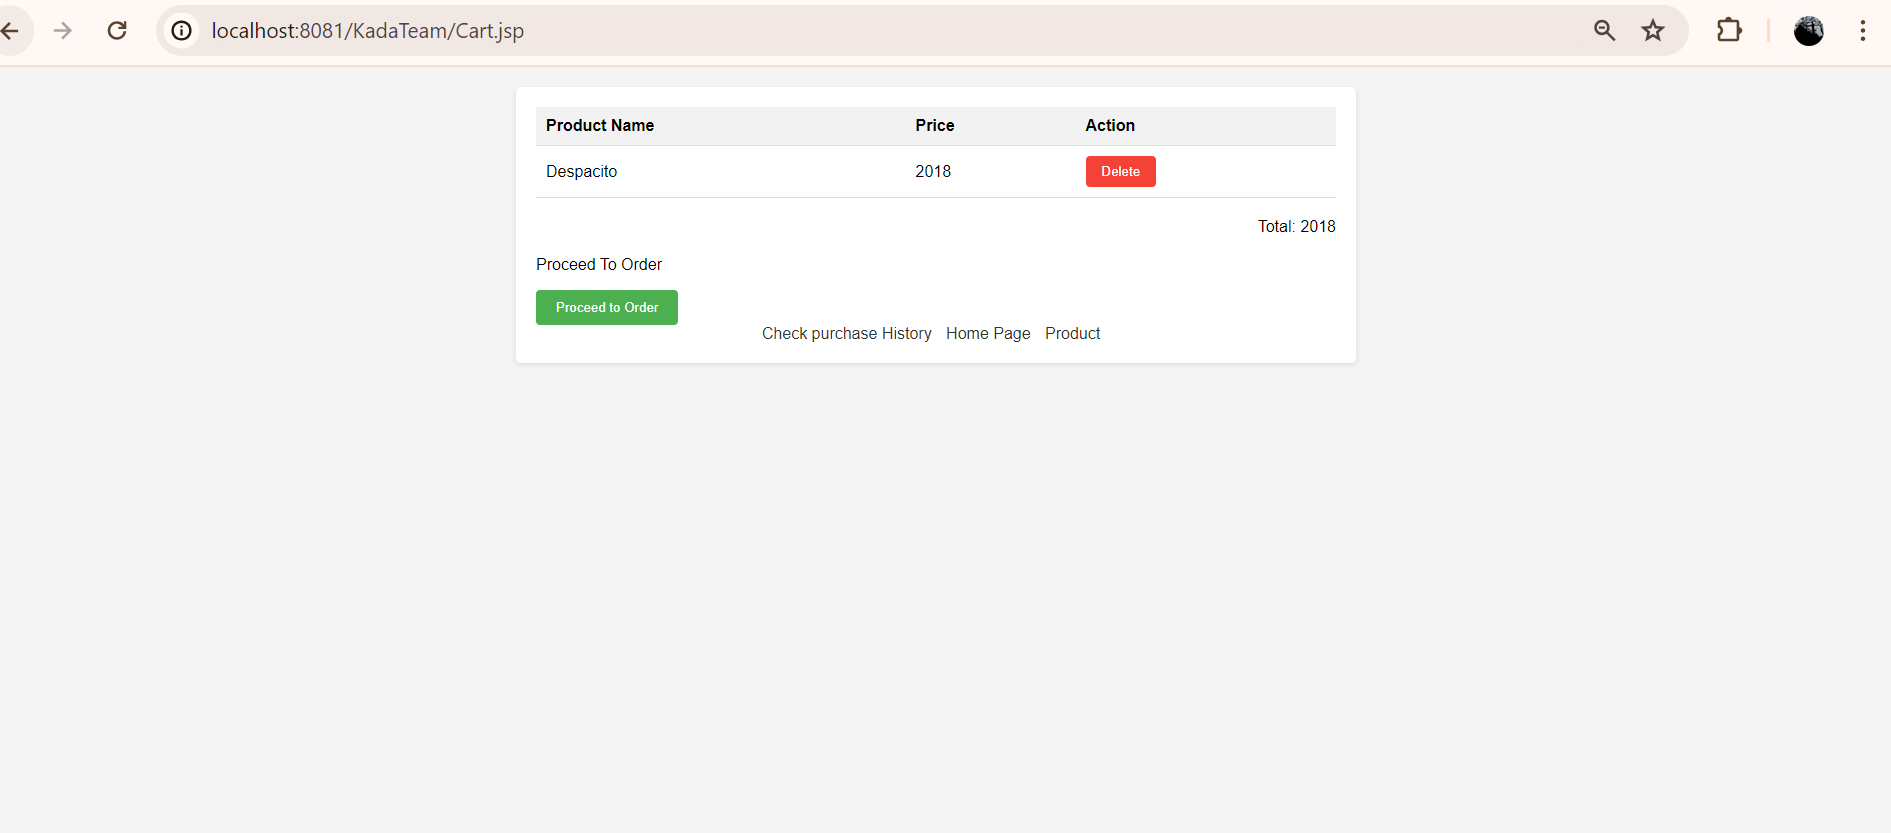 localhost:8081/KadaTeam/Cart.jsp
Product Name Price Action
Despacito 2018 Delete
Total: 2018
Proceed To Order
Proceed to Order
Check purchase History Home Page Product